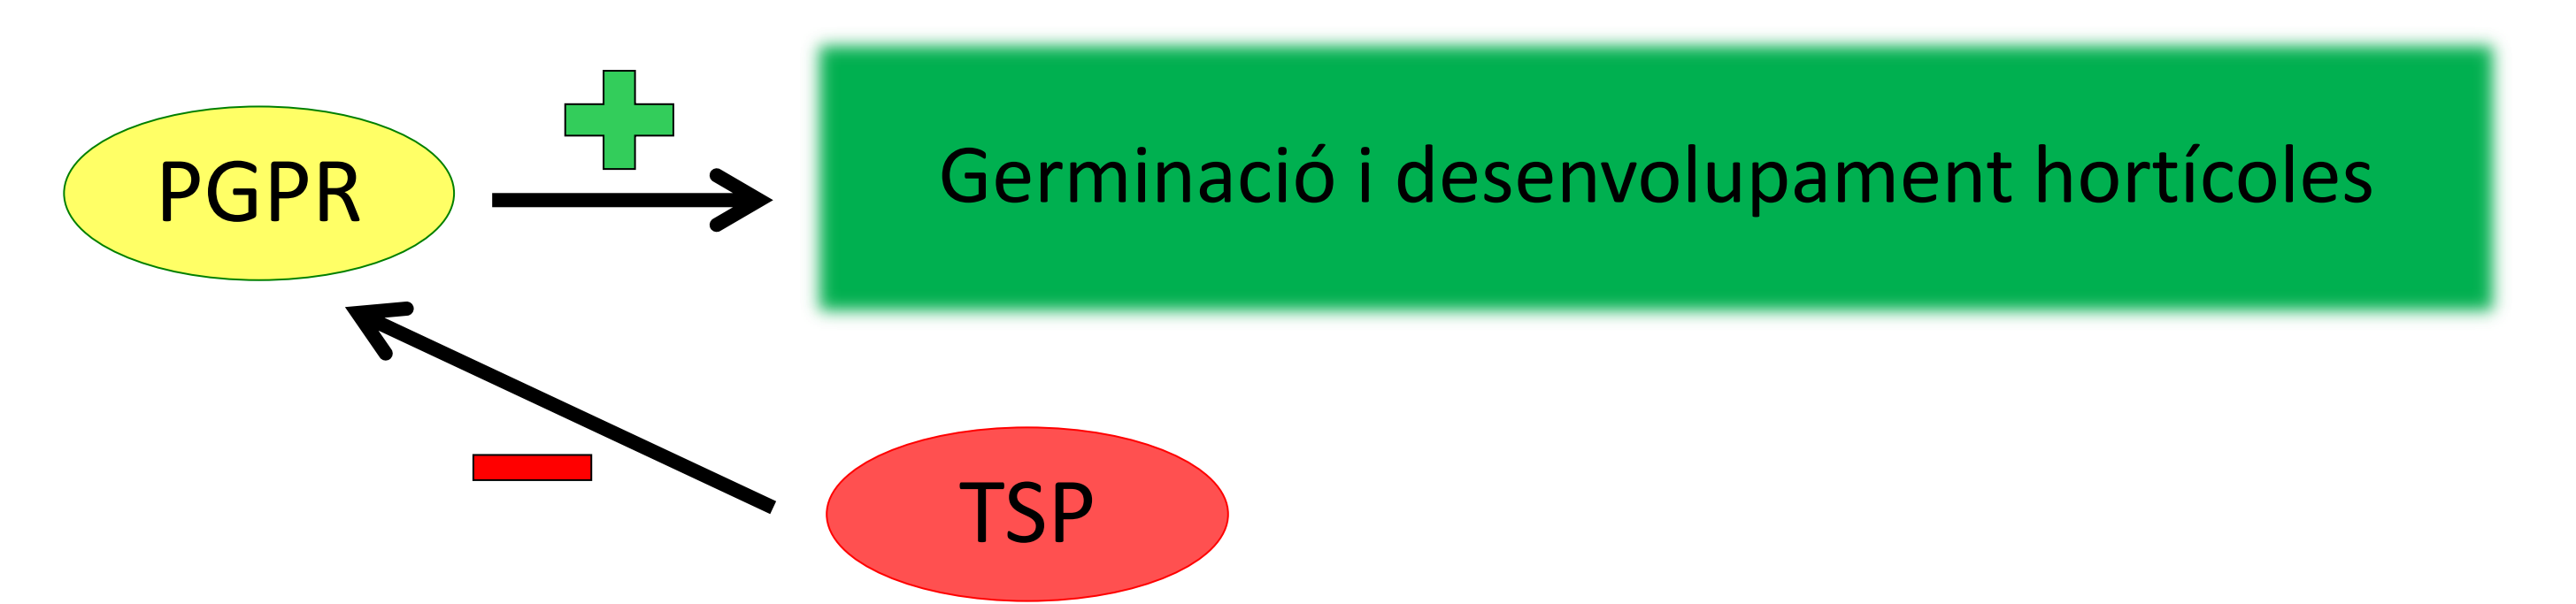 PGPR
Germinació i desenvolupament hortícoles
TSP